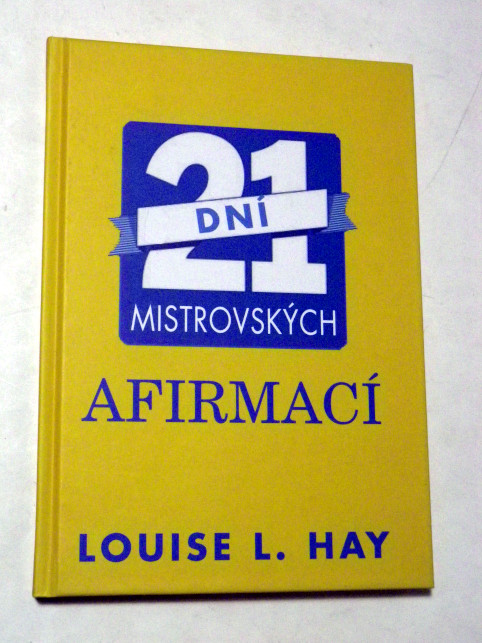 21
DNÍ
MISTROVSKÝCH
AFIRMACÍ
LOUISE L. HAY